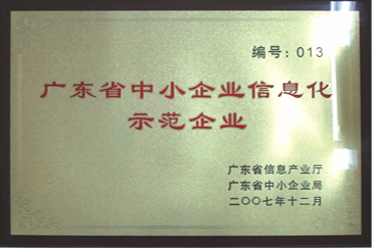 编号：013
广东省中小企业信息化
示范企业
广东省信息产业厅
广东省中小企业局
二〇〇七年十二月